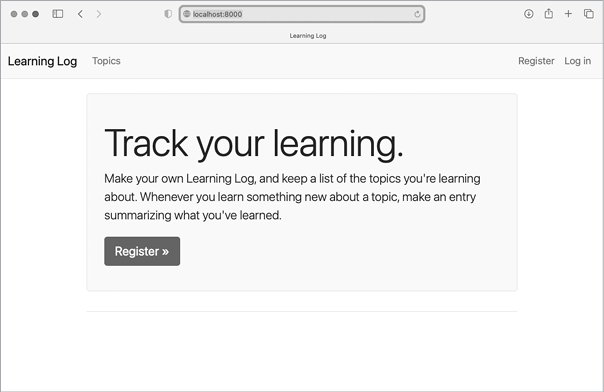 localhost:8000
Learning Log
Learning Log Topics Register Log in
Track your learning.
Make your own Learning Log, and keep a list of the topics you're learning
about. Whenever you learn something new about a topic, make an entry
summarizing what you've learned.
Register »